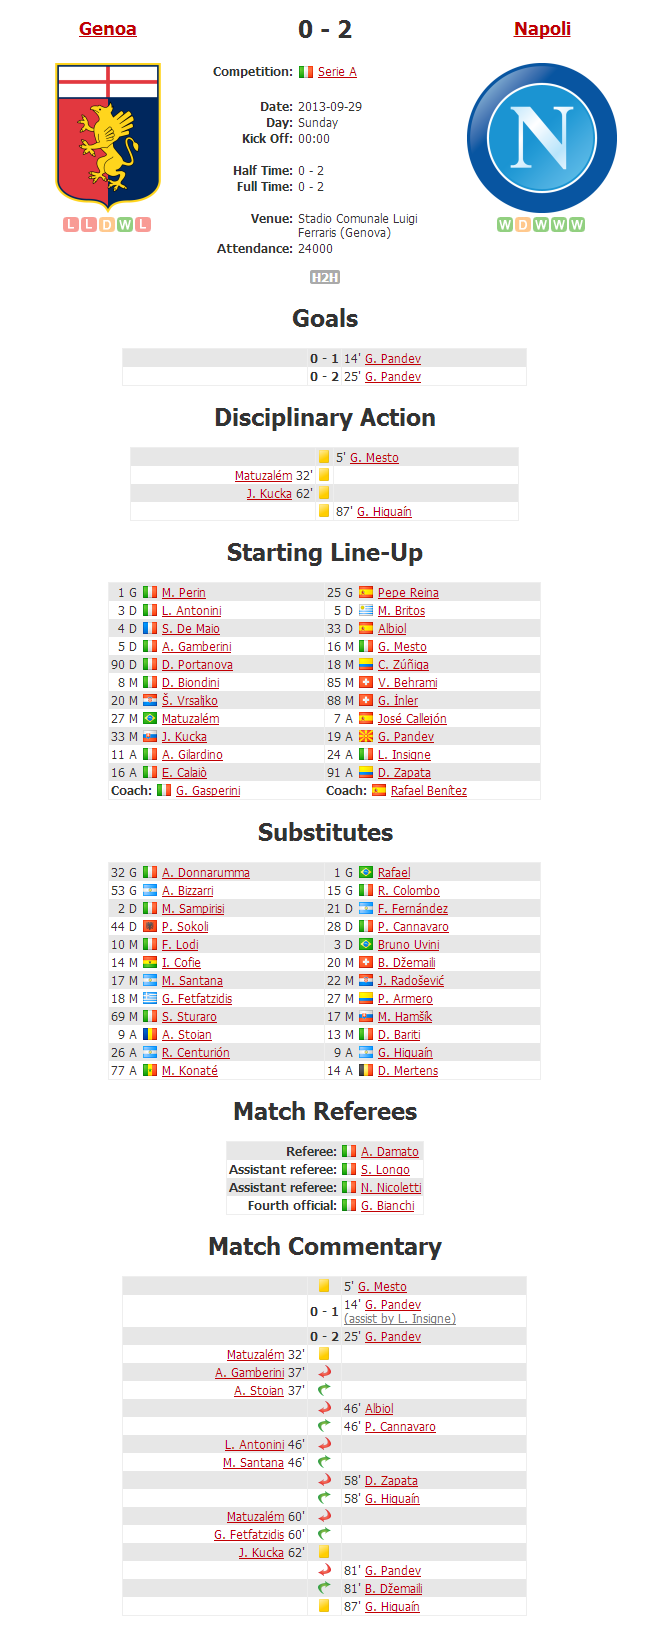 Genoa 0 - 2 Napoli
Competition: Serie A
Date: 2013-09-29
Day: Sunday
Kick Off: 00:00
Half Time: 0 - 2
Full Time: 0 - 2
Venue: Stadio Comunale Luigi
Ferraris (Genova)
Attendance: 24000
N
L L D W L
W D W W W
H2H
Goals
0 - 1 14' G. Pandev
0 - 2 25' G. Pandev
Disciplinary Action
5' G. Mesto
Matuzalém 32'
J. Kucka 62'
87' G. Higuaín
Starting Line-Up
1 G M. Perin 25 G Pepe Reina
3 D L. Antonini 5 D M. Britos
4 D S. De Maio 33 D Albiol
5 D A. Gamberini 16 M G. Mesto
90 D D. Portanova 18 M C. Zúñiga
8 M D. Biondini 85 M V. Behrami
20 M Š. Vrsaljko 88 M G. İnler
27 M Matuzalém 7 A José Callejón
33 M J. Kucka 19 A G. Pandev
11 A A. Gilardino 24 A L. Insigne
16 A E. Calaiò 91 A D. Zapata
Coach: G. Gasperini Coach: Rafael Benítez
Substitutes
32 G A. Donnarumma 1 G Rafael
53 G A. Bizzarri 15 G R. Colombo
2 D M. Sampirisi 21 D F. Fernández
44 D P. Sokoli 28 D P. Cannavaro
10 M F. Lodi 3 D Bruno Uvini
14 M I. Cofie 20 M B. Džemaili
17 M M. Santana 22 M J. Radošević
18 M G. Fetfatzidis 27 M P. Armero
69 M S. Sturaro 17 M M. Hamšík
9 A A. Stoian 13 M D. Bariti
26 A R. Centurión 9 A G. Higuaín
77 A M. Konaté 14 A D. Mertens
Match Referees
Referee: A. Damato
Assistant referee: S. Longo
Assistant referee: N. Nicoletti
Fourth official: G. Bianchi
Match Commentary
5' G. Mesto
0 - 1 14' G. Pandev
(assist by L. Insigne)
0 - 2 25' G. Pandev
Matuzalém 32'
A. Gamberini 37'
A. Stoian 37'
46' Albiol
46' P. Cannavaro
L. Antonini 46'
M. Santana 46'
58' D. Zapata
58' G. Higuaín
Matuzalém 60'
G. Fetfatzidis 60'
J. Kucka 62'
81' G. Pandev
81' B. Džemaili
87' G. Higuaín